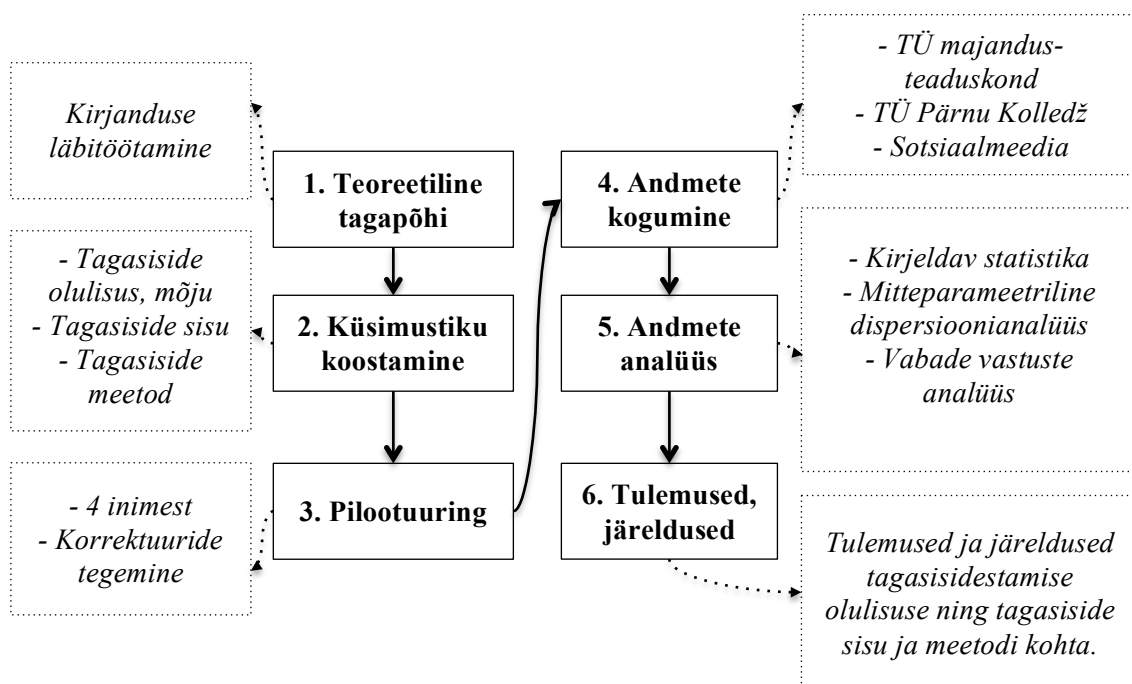 Kirjanduse
läbitöötamine
1. Teoreetiline
tagapõhi
- Tagasiside
olulisus, mõju
- Tagasiside sisu
- Tagasiside
meetod
2. Küsimustiku
koostamine
- 4 inimest
- Korrektuuride
tegemine
3. Pilootuuring
4. Andmete
kogumine
- TÜ majandus-
teaduskond
- TÜ Pärnu Kolledž
- Sotsiaalmeedia
5. Andmete
analüüs
- Kirjeldav statistika
- Mitteparameetriline
dispersioonianalüüs
- Vabade vastuste
analüüs
6. Tulemused,
järeldused
Tulemused ja järeldused
tagasisidestamise
olulisuse ning tagasiside
sisu ja meetodi kohta.